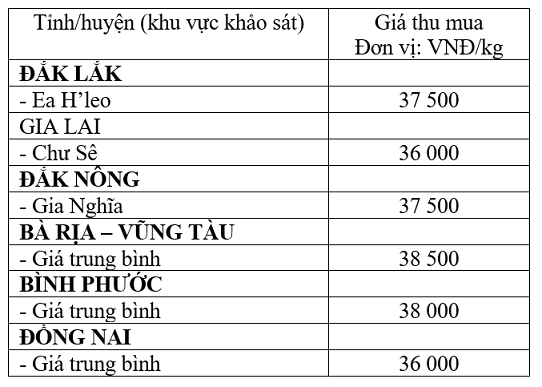 Tỉnh/huyện (khu vực khảo sát)
Giá thu mua
Đơn vị: VNĐ/kg
ĐẮK LẮK
- Ea H’leo 37 500
GIA LAI
- Chư Sê 36 000
ĐẮK NÔNG
- Gia Nghĩa 37 500
BÀ RỊA – VŨNG TÀU
- Giá trung bình 38 500
BÌNH PHƯỚC
- Giá trung bình 38 000
ĐỒNG NAI
- Giá trung bình 36 000